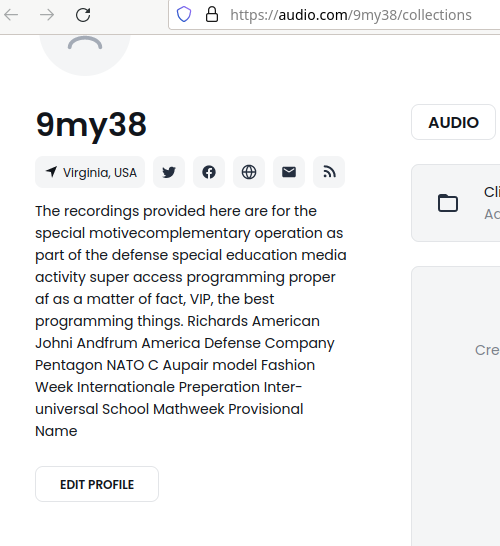 https://audio.com/9my38/collections
9my38
Virginia, USA
The recordings provided here are for the
special motivecomplementary operation as
part of the defense special education media
activity super access programming proper
af as a matter of fact, VIP, the best
programming things. Richards American
Johni Andfrum America Defense Company
Pentagon NATO C Aupair model Fashion
Week Internationale Preperation Inter-
universal School Mathweek Provisional
Name
EDIT PROFILE
AUDIO
Cli
Ac
Cre